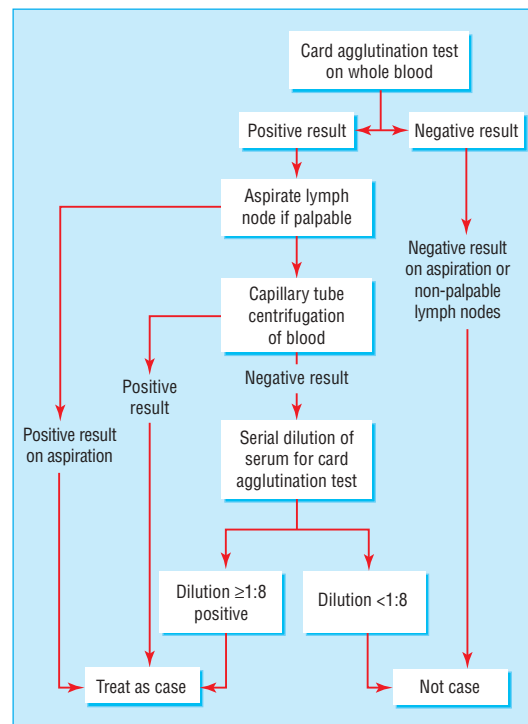 Card agglutination test
on whole blood
Positive result
Negative result
Aspirate lymph
node if palpable
Negative result
on aspiration or
non-palpable
lymph nodes
Capillary tube
centrifugation
of blood
Positive
result
Negative result
Positive result
on aspiration
Serial dilution of
serum for card
agglutination test
Dilution ≥1:8
positive
Dilution <1:8
Treat as case
Not case